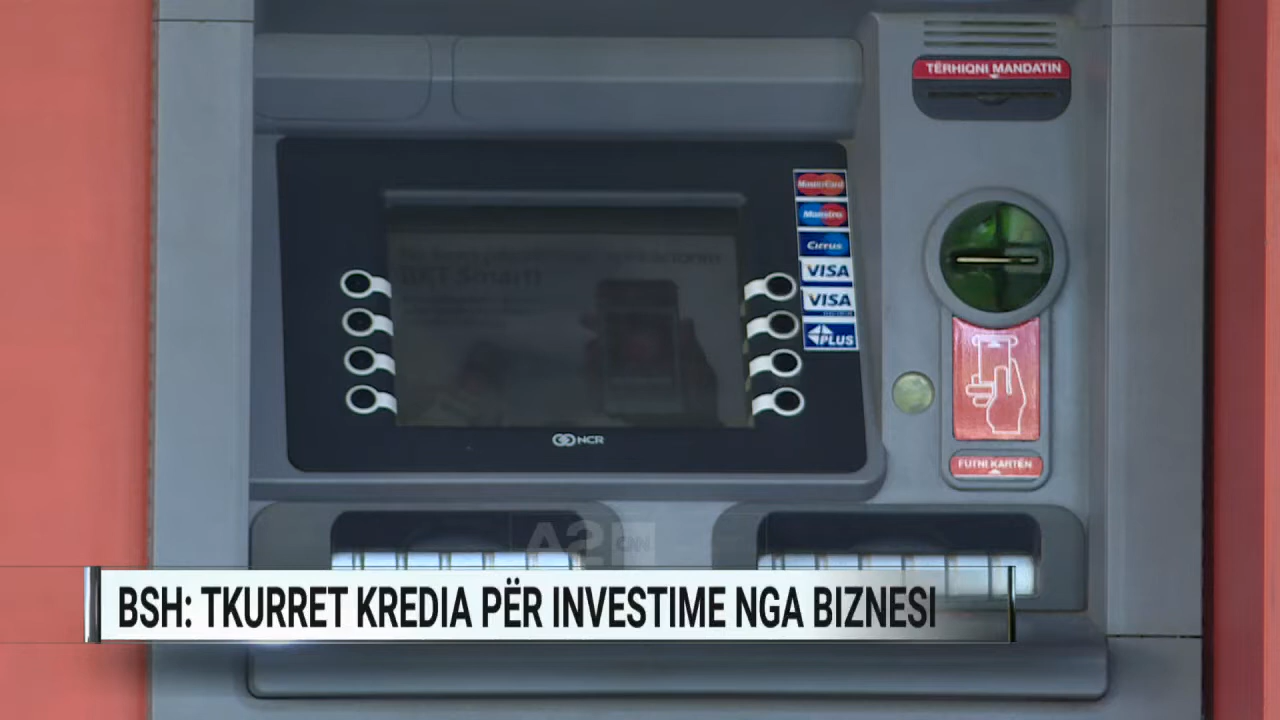 TËRHIQNI MANDATIN
MasterCard
Maestro
Cirrus
VISA
VISA
PLUS
NCR
FUTNI KARTËN
A2 CNN
BSH: TKURRET KREDIA PËR INVESTIME NGA BIZNESI